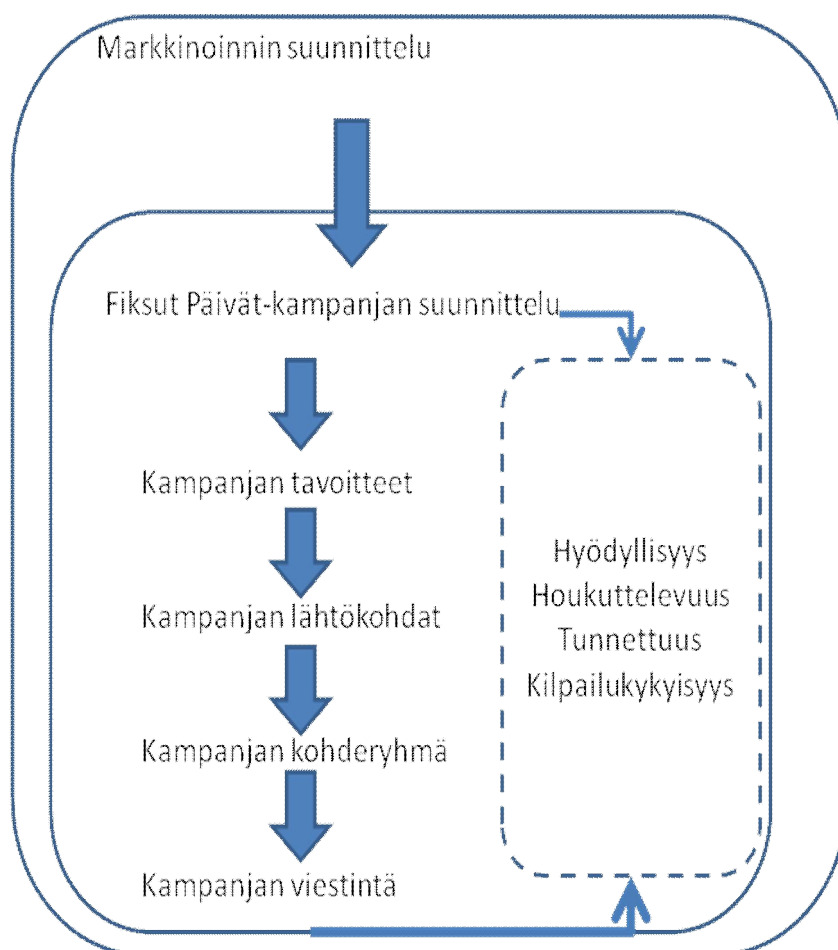 Markkinoinnin suunnittelu
Fiksut Päivät-kampanjan suunnittelu
Kampanjan tavoitteet
Kampanjan lähtökohdat
Kampanjan kohderyhmä
Kampanjan viestintä
Hyödyllisyys
Houkuttelevuus
Tunnettuus
Kilpailukykyisyys